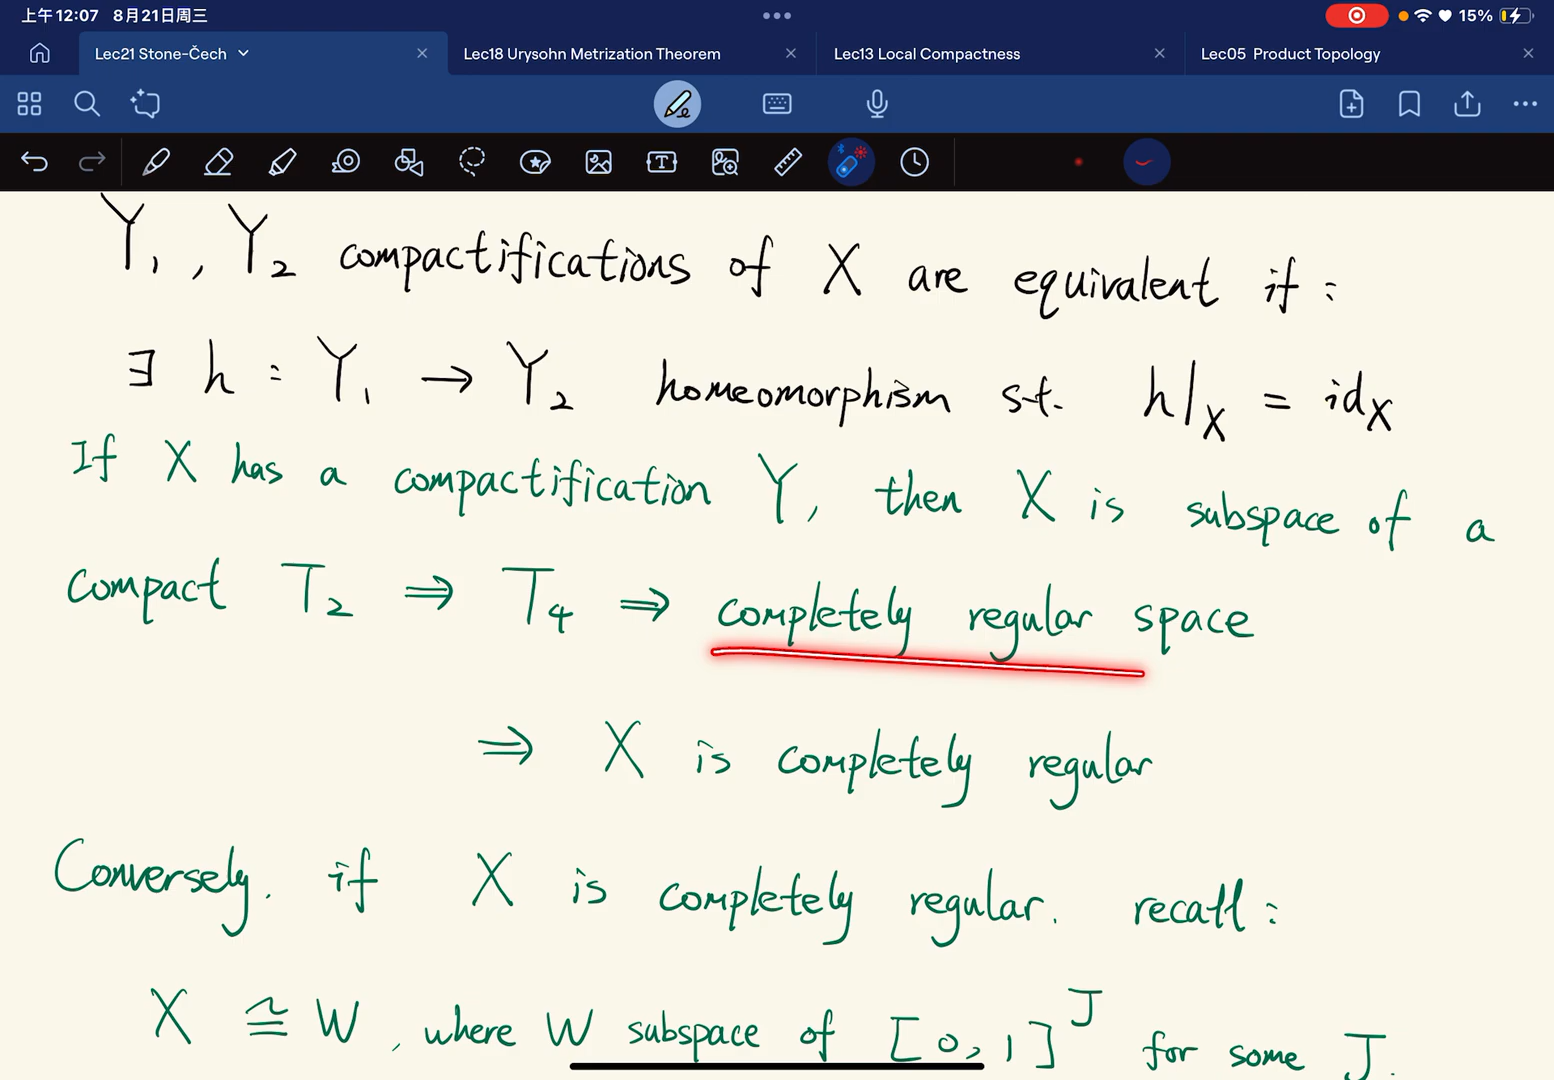 上午12:07 8月21日周三
15%
Lec21 Stone-Čech
Lec18 Urysohn Metrization Theorem
Lec13 Local Compactness
Lec05 Product Topology
Y₁, Y₂ compactifications of X are equivalent if :
∃ h : Y₁ → Y₂ homeomorphism s.t. h|_X = id_X
If X has a compactification Y, then X is subspace of a
compact T₂ ⇒ T₄ ⇒ completely regular space
⇒ X is completely regular
Conversely, if X is completely regular. recall :
X ≅ W, where W subspace of [0,1]^J for some J.